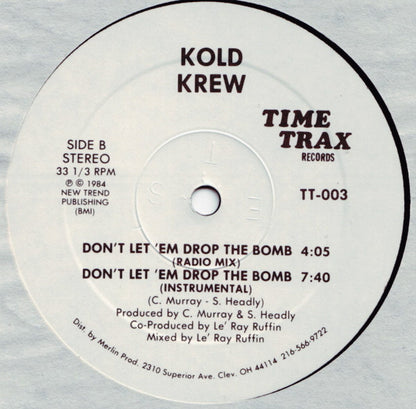 KOLD
KREW
TIME
TRAX
RECORDS
SIDE B
STEREO
33 1/3 RPM
Ⓟ © 1984
NEW TREND
PUBLISHING
(BMI)
TT-003
DON'T LET 'EM DROP THE BOMB 4:05
(RADIO MIX)
DON'T LET 'EM DROP THE BOMB 7:40
(INSTRUMENTAL)
(C. Murray - S. Headly)
Produced by C. Murray & S. Headly
Co-Produced by Le' Ray Ruffin
Mixed by Le' Ray Ruffin
Dist. by Merlin Prod. 2310 Superior Ave. Clev. OH 44114 216-566-9722